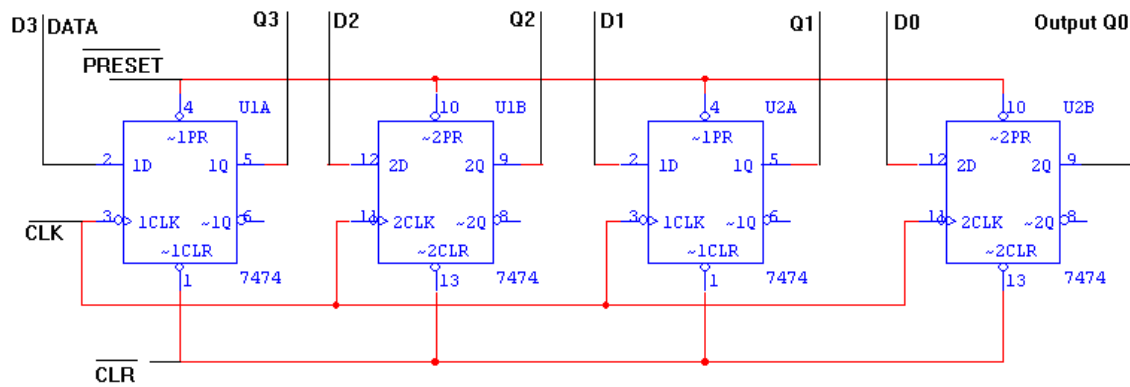 D3 DATA Q3 D2 Q2 D1 Q1 D0 Output Q0
PRESET
4 U1A 10 U1B 4 U2A 10 U2B
~1PR ~2PR ~1PR ~2PR
2 1D 1Q 5 12 2D 2Q 9 2 1D 1Q 5 12 2D 2Q 9
3 1CLK ~1Q 6 11 2CLK ~2Q 8 3 1CLK ~1Q 6 11 2CLK ~2Q 8
CLK
~1CLR ~2CLR ~1CLR ~2CLR
1 7474 13 7474 1 7474 13 7474
CLR